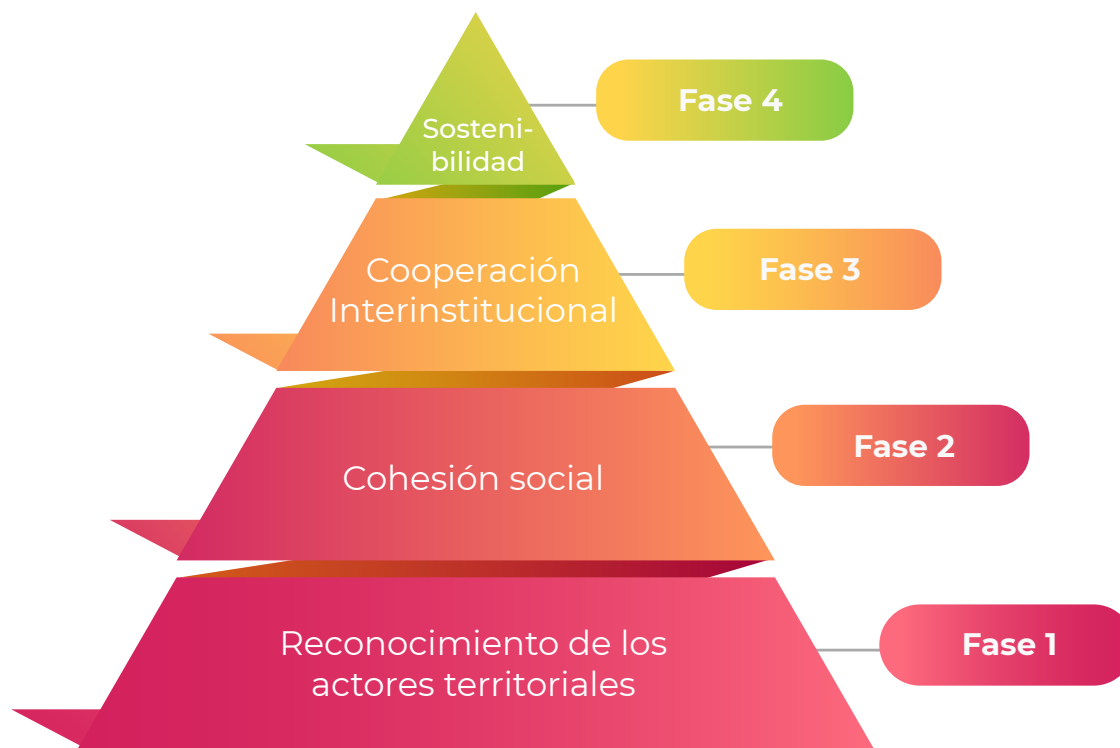 Sosteni-
bilidad
Fase 4
Cooperación
Interinstitucional
Fase 3
Cohesión social
Fase 2
Reconocimiento de los
actores territoriales
Fase 1